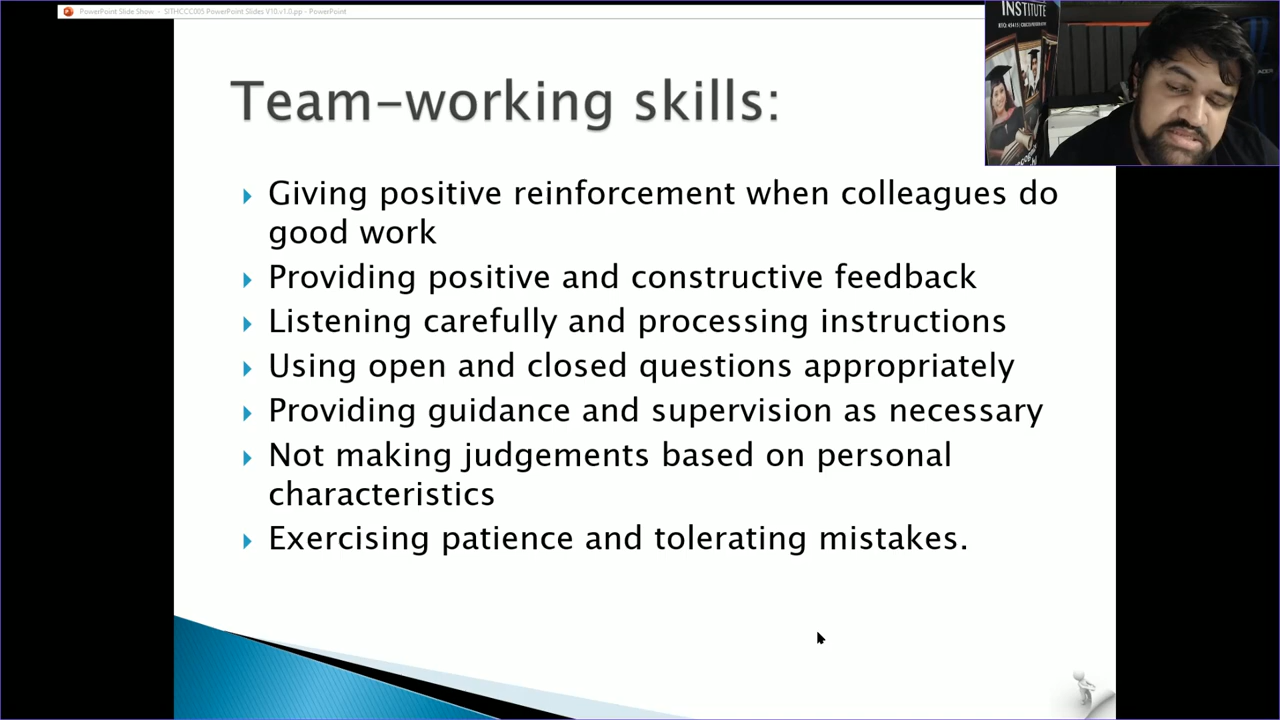 PowerPoint Slide Show - SITHCCC005 PowerPoint Slides V10.v1.0.pp - PowerPoint
INSTITUTE
Team-working skills:
Giving positive reinforcement when colleagues do
good work
Providing positive and constructive feedback
Listening carefully and processing instructions
Using open and closed questions appropriately
Providing guidance and supervision as necessary
Not making judgements based on personal
characteristics
Exercising patience and tolerating mistakes.